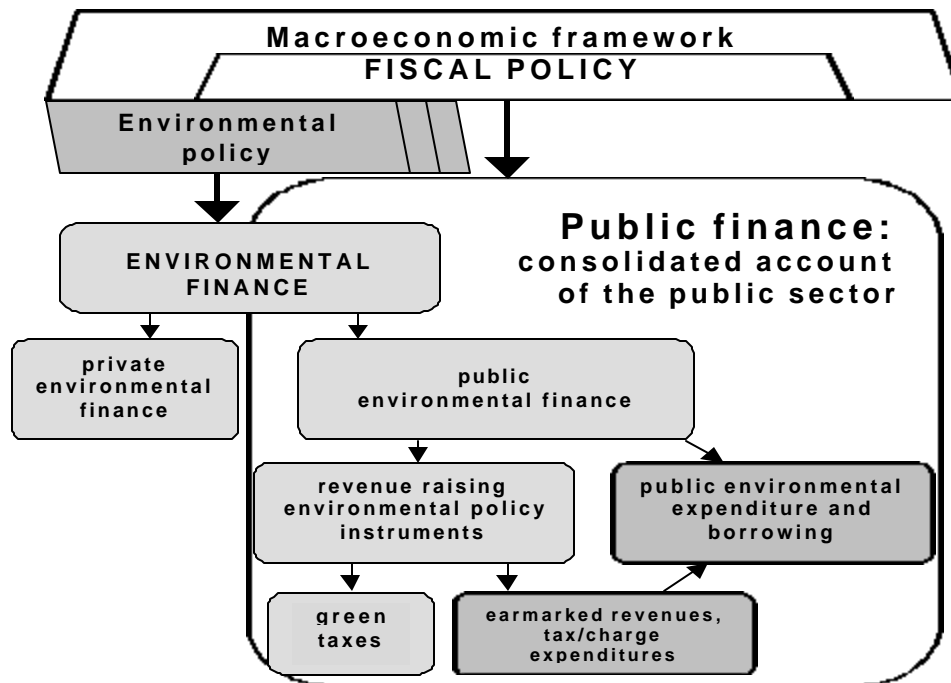 Macroeconomic framework
FISCAL POLICY
Environmental
policy
Public finance:
consolidated account
of the public sector
ENVIRONMENTAL
FINANCE
private
environmental
finance
public
environmental finance
revenue raising
environmental policy
instruments
public environmental
expenditure and
borrowing
green
taxes
earmarked revenues,
tax/charge
expenditures